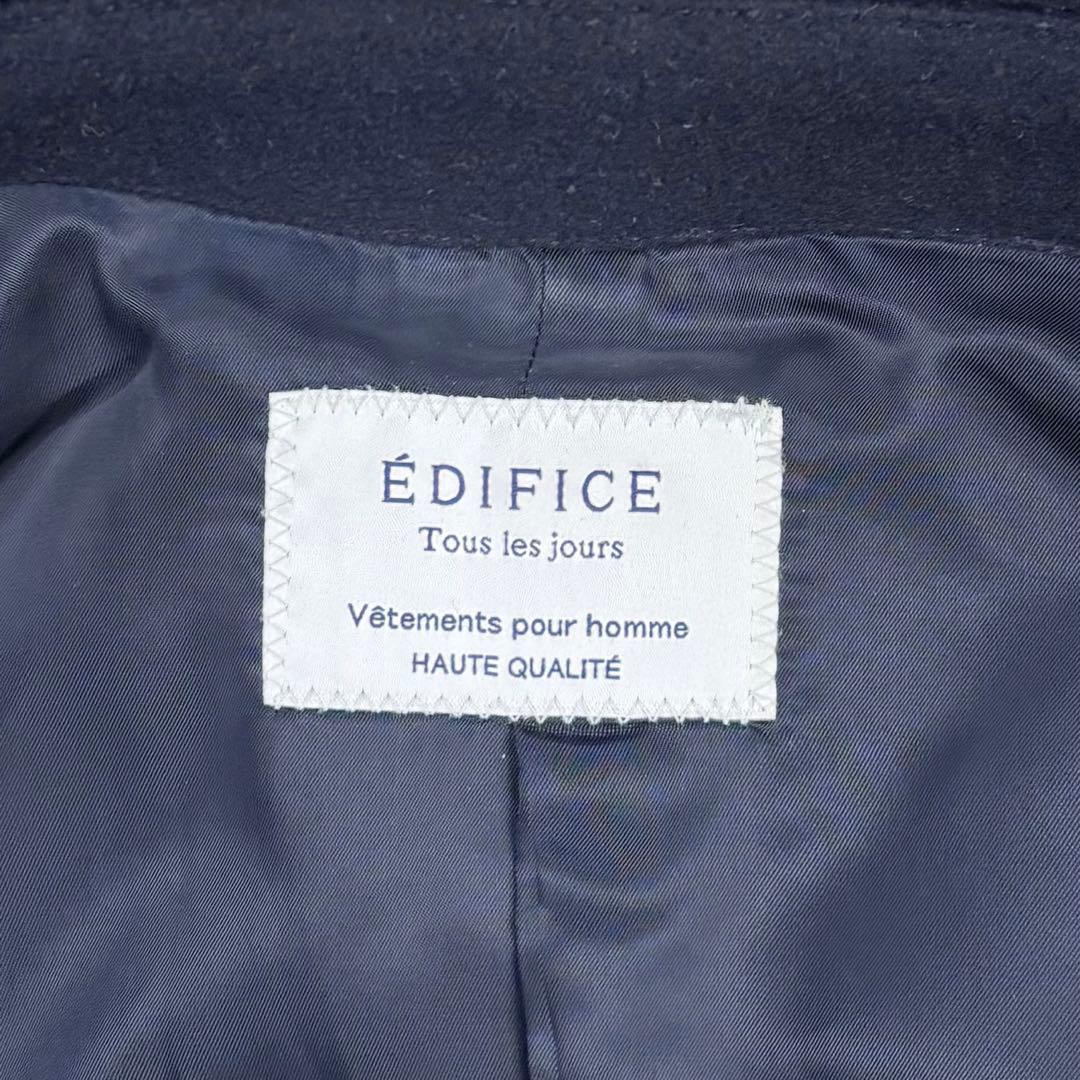 ÉDIFICE
Tous les jours
Vêtements pour homme
HAUTE QUALITÉ